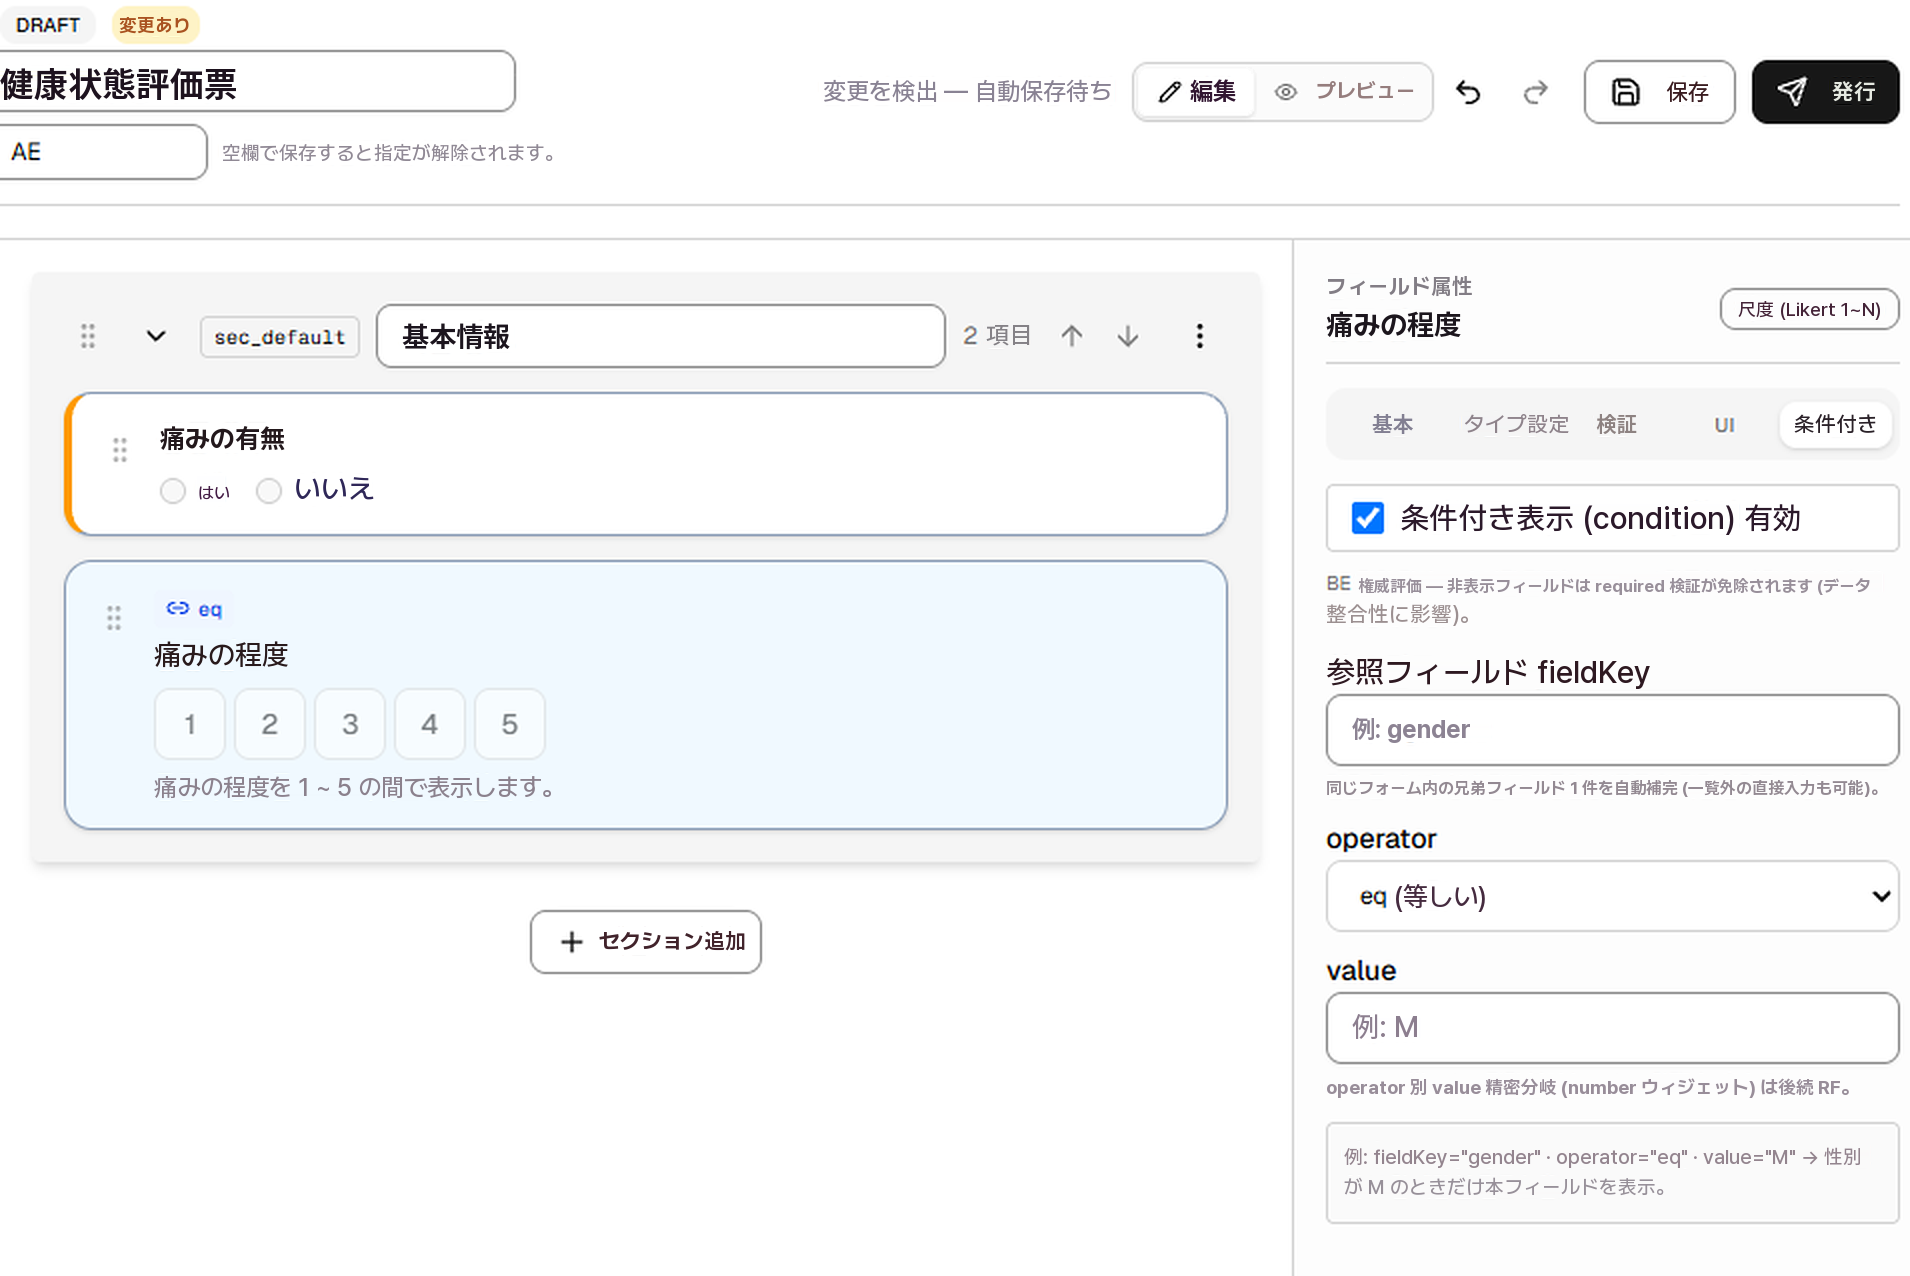 DRAFT 変更あり
健康状態評価票
変更を検出 — 自動保存待ち
編集
プレビュー
保存
発行
AE
空欄で保存すると指定が解除されます。
sec_default
基本情報
2 項目
痛みの有無
はい いいえ
eq
痛みの程度
1 2 3 4 5
痛みの程度を 1 ~ 5 の間で表示します。
セクション追加
フィールド属性
痛みの程度
尺度 (Likert 1~N)
基本 タイプ設定 検証 UI 条件付き
条件付き表示 (condition) 有効
BE 権威評価 — 非表示フィールドは required 検証が免除されます (データ
整合性に影響)。
参照フィールド fieldKey
例: gender
同じフォーム内の兄弟フィールド 1 件を自動補完 (一覧外の直接入力も可能)。
operator
eq (等しい)
value
例: M
operator 別 value 精密分岐 (number ウィジェット) は後続 RF。
例: fieldKey="gender" · operator="eq" · value="M" → 性別
が M のときだけ本フィールドを表示。